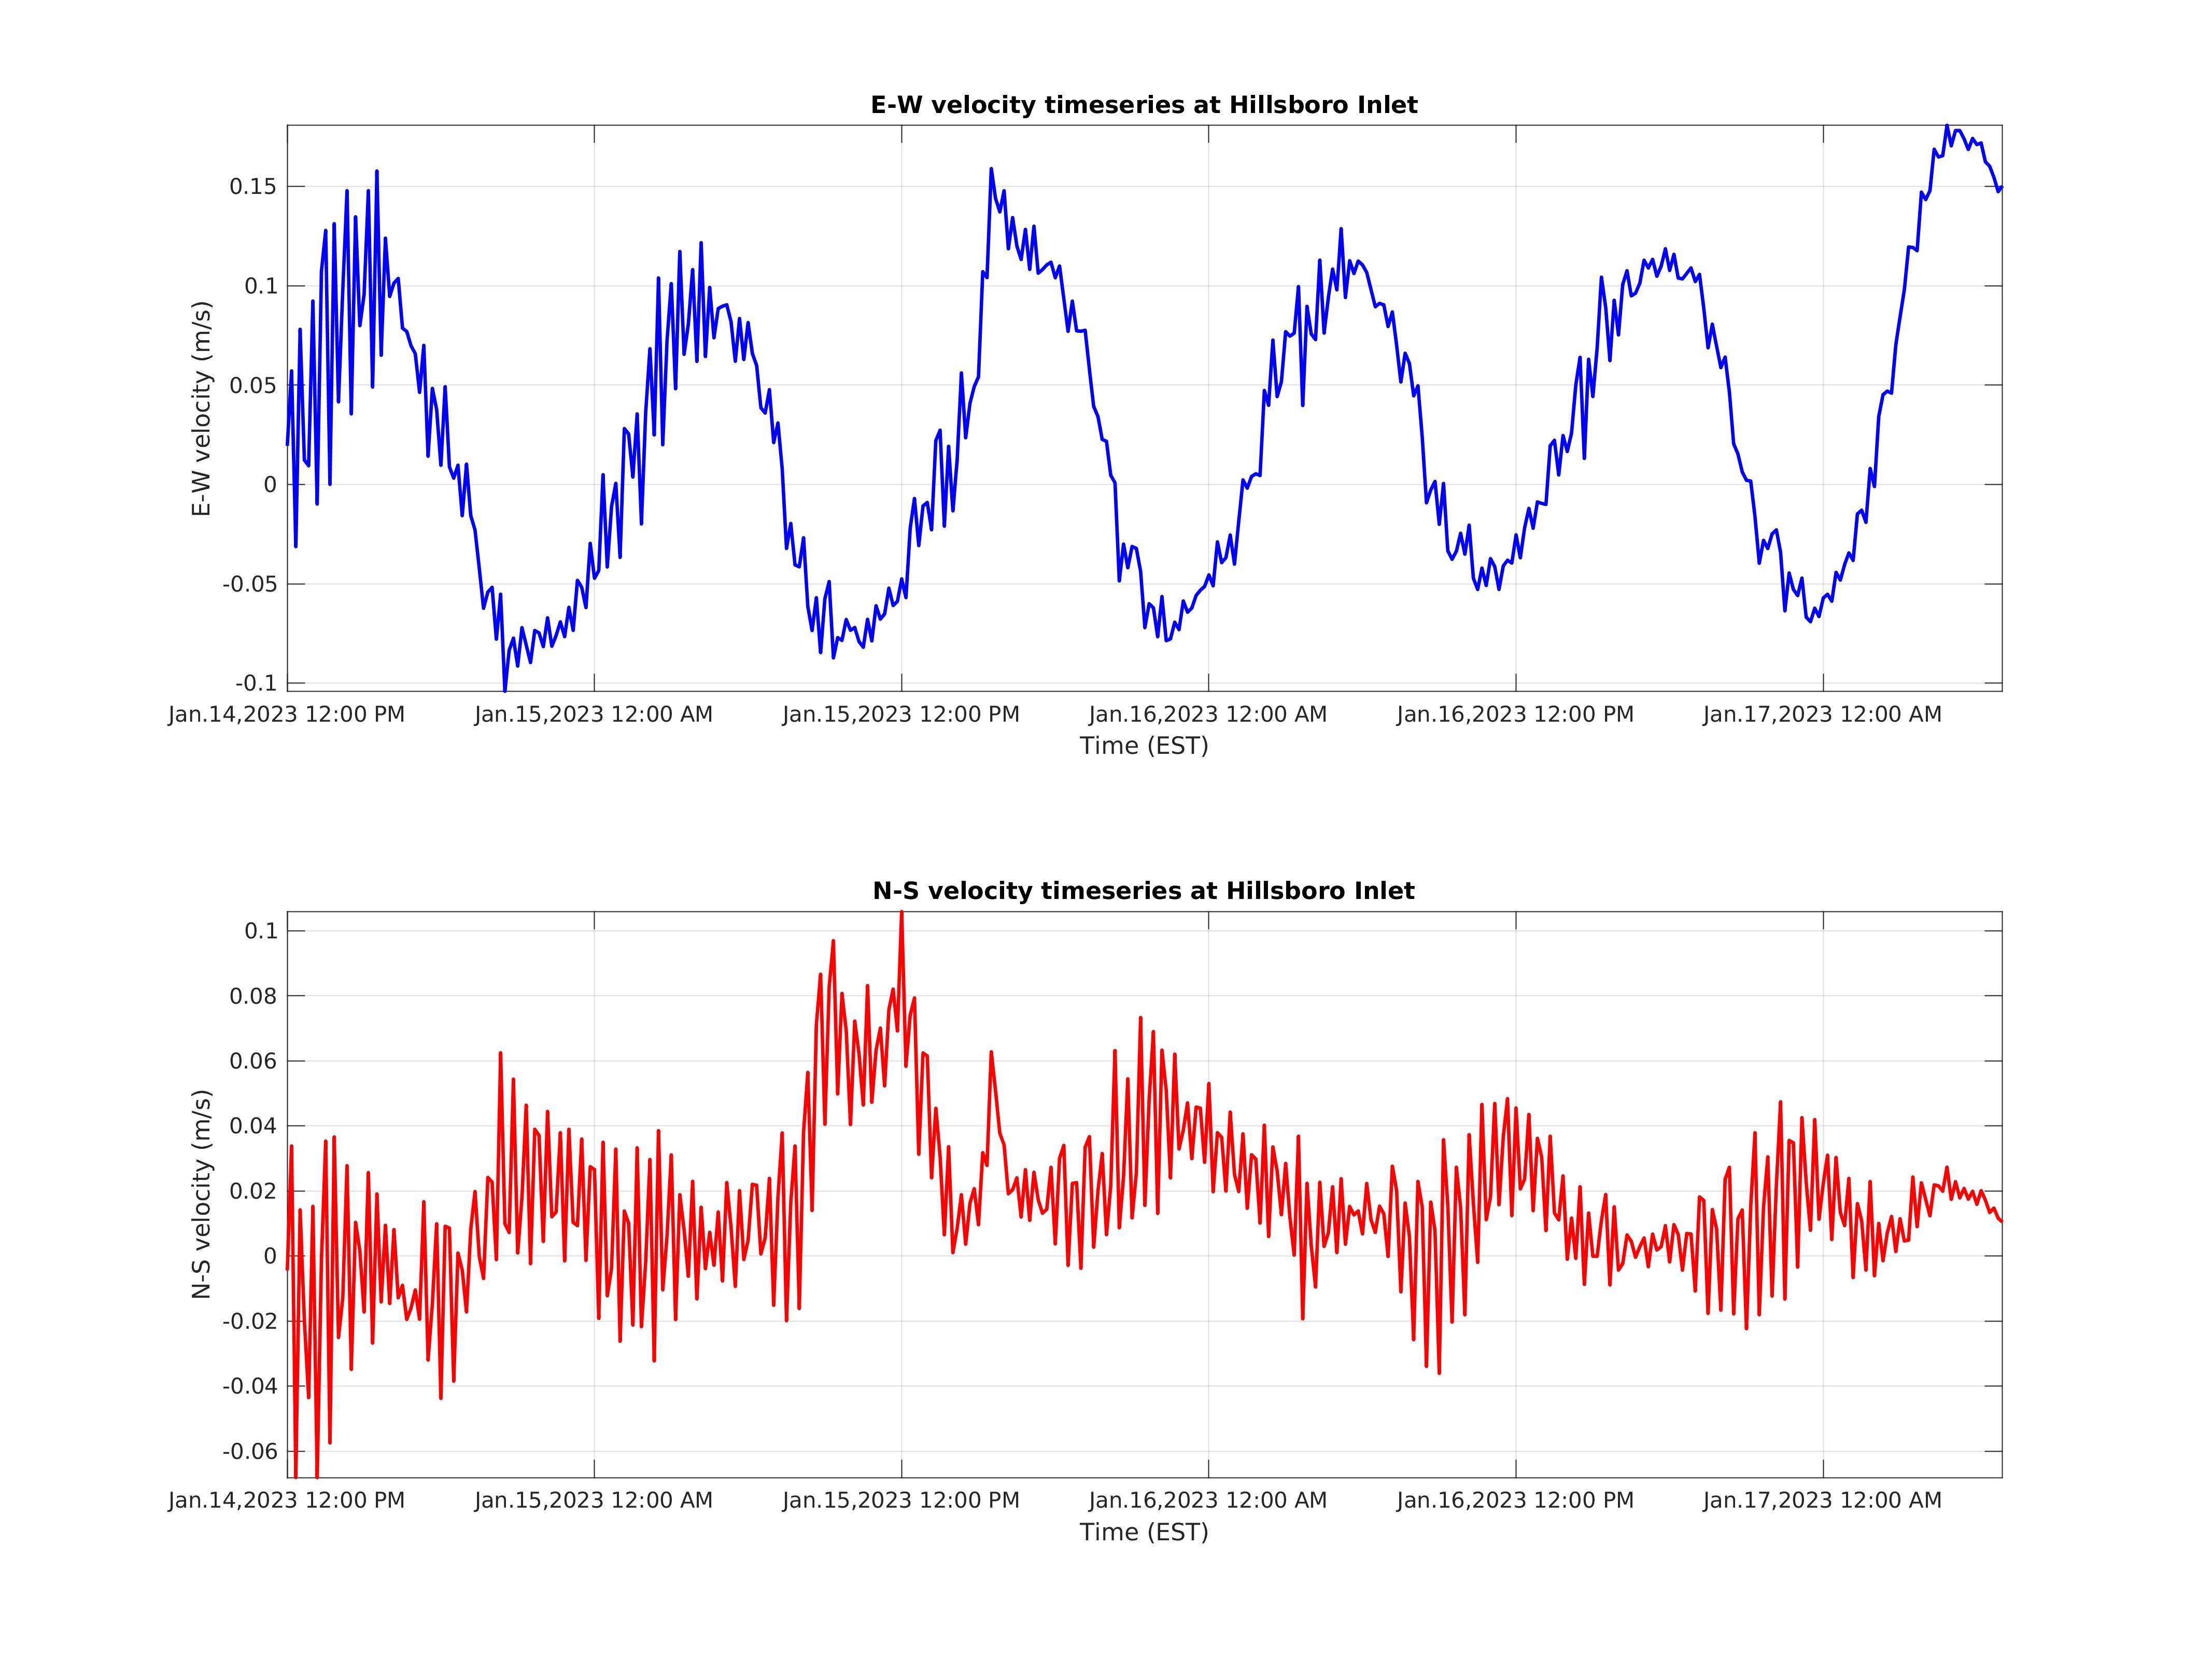 E-W velocity timeseries at Hillsboro Inlet
0.15
0.1
0.05
0
-0.05
-0.1
E-W velocity (m/s)
Jan.14,2023 12:00 PM Jan.15,2023 12:00 AM Jan.15,2023 12:00 PM Jan.16,2023 12:00 AM Jan.16,2023 12:00 PM Jan.17,2023 12:00 AM
Time (EST)
N-S velocity timeseries at Hillsboro Inlet
0.1
0.08
0.06
0.04
0.02
0
-0.02
-0.04
-0.06
N-S velocity (m/s)
Jan.14,2023 12:00 PM Jan.15,2023 12:00 AM Jan.15,2023 12:00 PM Jan.16,2023 12:00 AM Jan.16,2023 12:00 PM Jan.17,2023 12:00 AM
Time (EST)